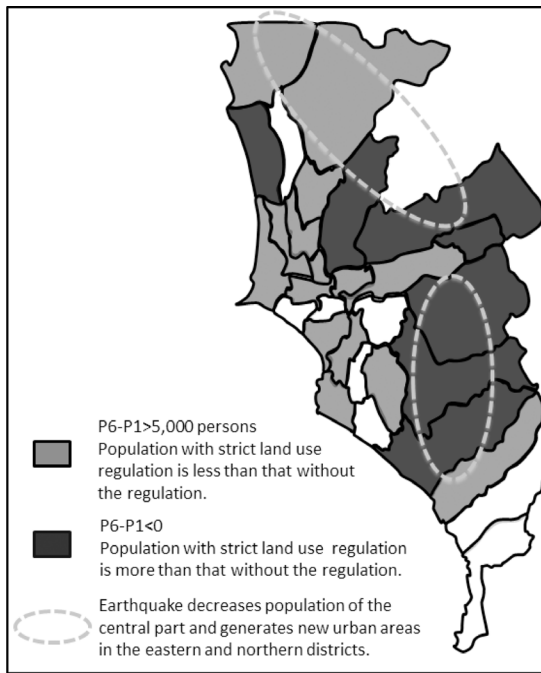 P6-P1>5,000 persons
Population with strict land use
regulation is less than that without
the regulation.
P6-P1<0
Population with strict land use regulation
is more than that without the regulation.
Earthquake decreases population of the
central part and generates new urban areas
in the eastern and northern districts.